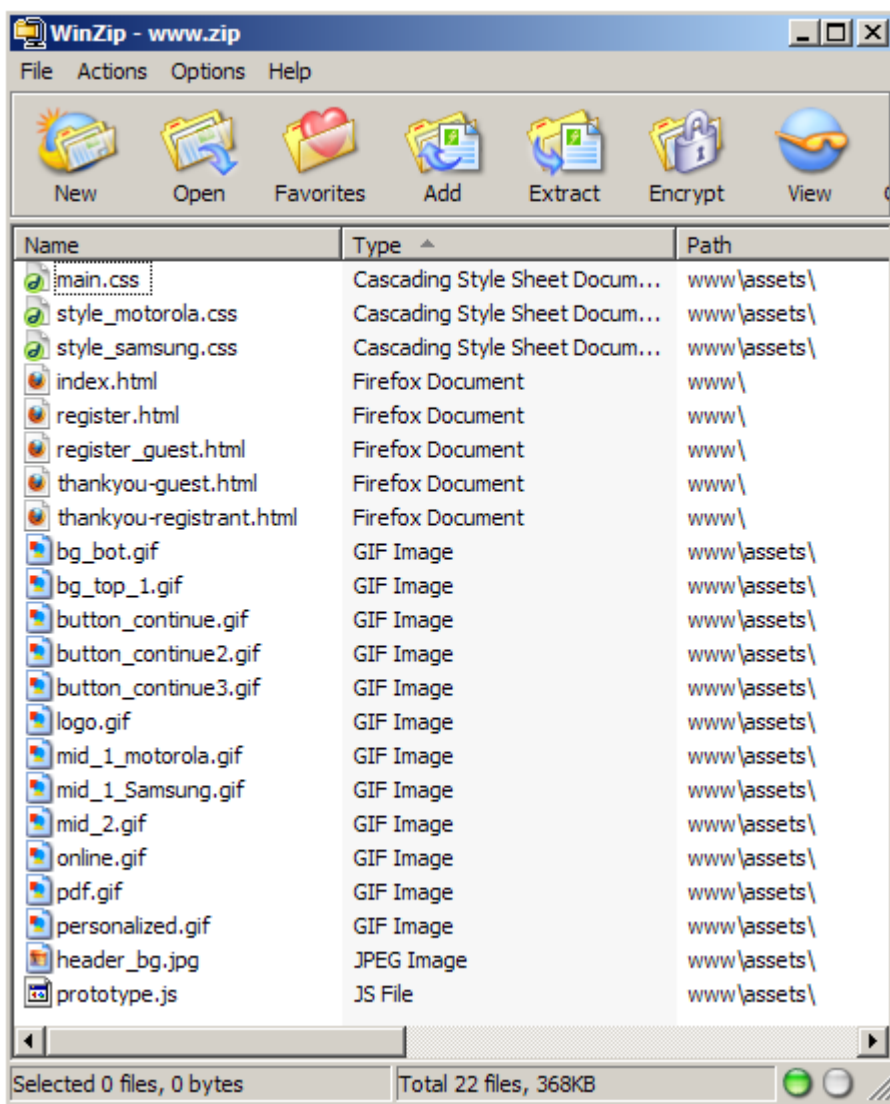 WinZip - www.zip
File Actions Options Help
New Open Favorites Add Extract Encrypt View
Name Type Path
main.css Cascading Style Sheet Docum... www\assets\
style_motorola.css Cascading Style Sheet Docum... www\assets\
style_samsung.css Cascading Style Sheet Docum... www\assets\
index.html Firefox Document www\
register.html Firefox Document www\
register_guest.html Firefox Document www\
thankyou-guest.html Firefox Document www\
thankyou-registrant.html Firefox Document www\
bg_bot.gif GIF Image www\assets\
bg_top_1.gif GIF Image www\assets\
button_continue.gif GIF Image www\assets\
button_continue2.gif GIF Image www\assets\
button_continue3.gif GIF Image www\assets\
logo.gif GIF Image www\assets\
mid_1_motorola.gif GIF Image www\assets\
mid_1_Samsung.gif GIF Image www\assets\
mid_2.gif GIF Image www\assets\
online.gif GIF Image www\assets\
pdf.gif GIF Image www\assets\
personalized.gif GIF Image www\assets\
header_bg.jpg JPEG Image www\assets\
prototype.js JS File www\assets\
Selected 0 files, 0 bytes Total 22 files, 368KB